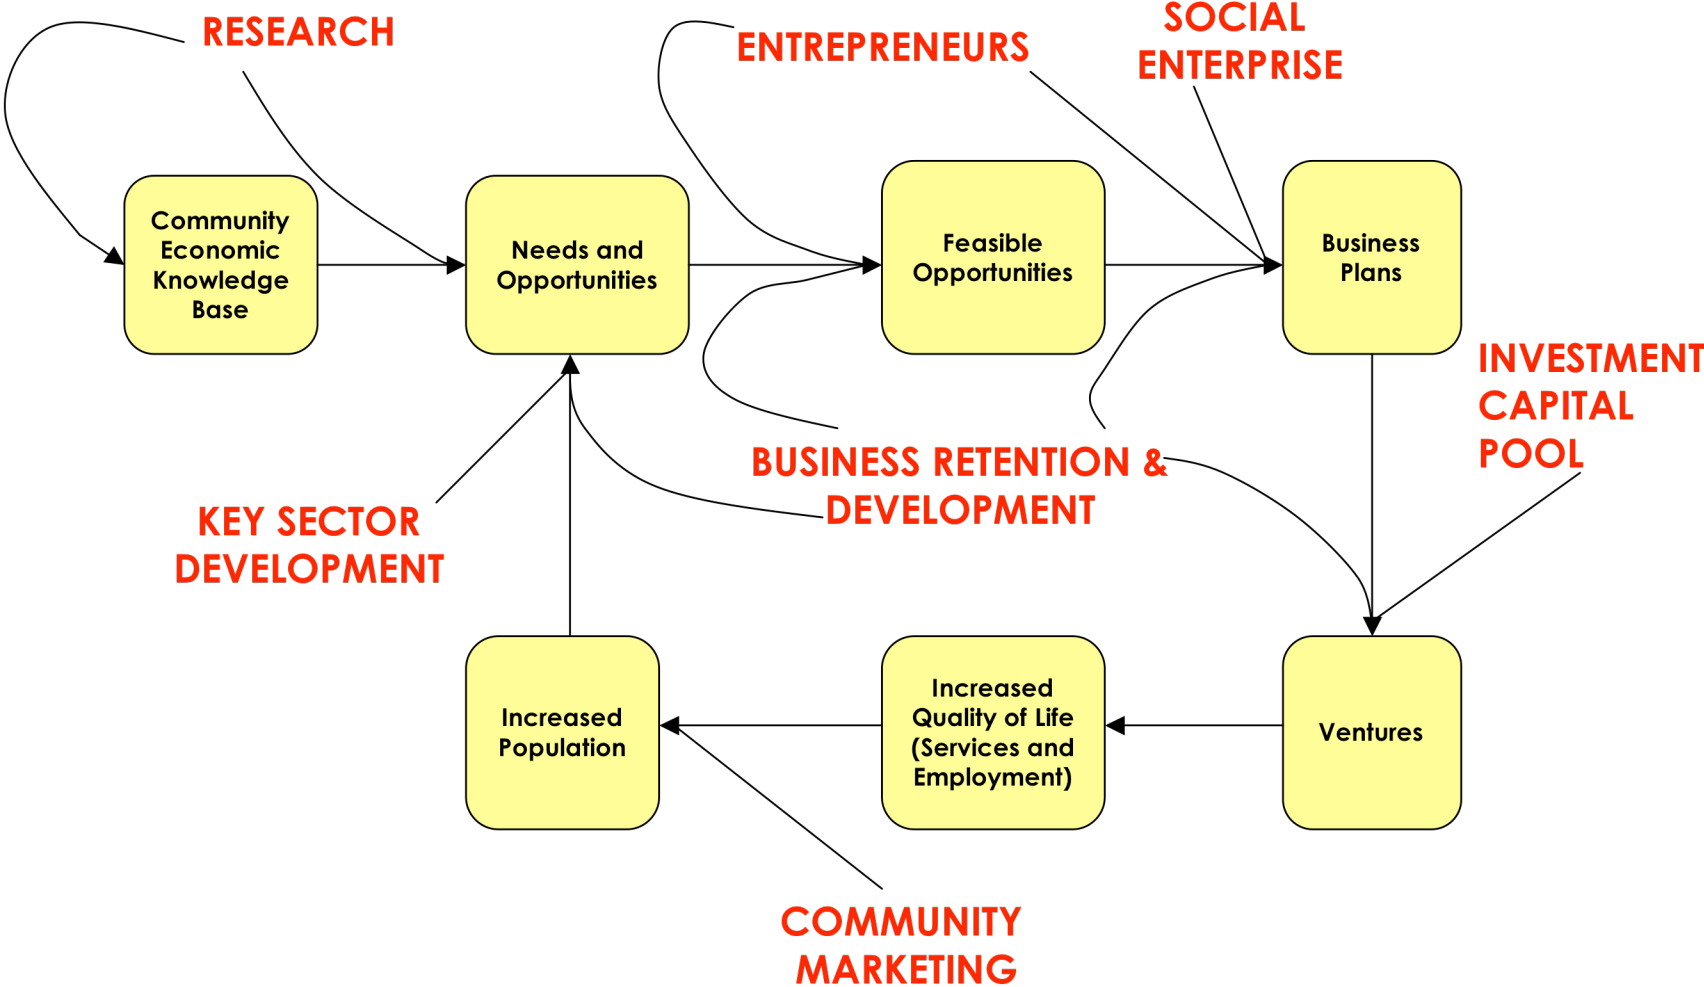 RESEARCH
ENTREPRENEURS
SOCIAL
ENTERPRISE
Community
Economic
Knowledge
Base
Needs and
Opportunities
Feasible
Opportunities
Business
Plans
INVESTMENT
CAPITAL
POOL
BUSINESS RETENTION &
DEVELOPMENT
KEY SECTOR
DEVELOPMENT
Increased
Population
Increased
Quality of Life
(Services and
Employment)
Ventures
COMMUNITY
MARKETING